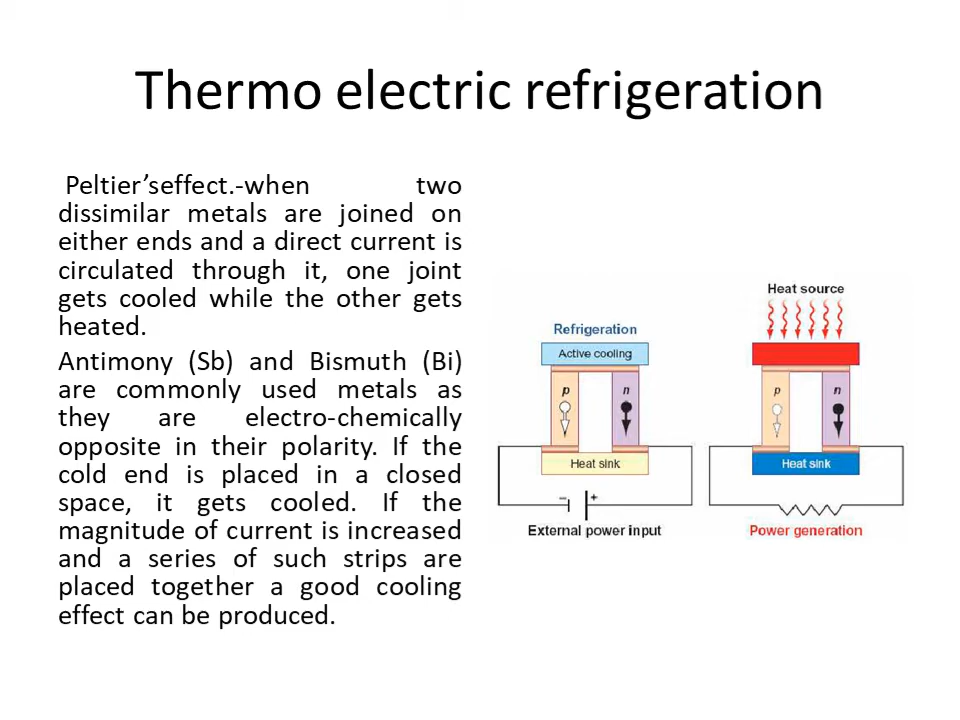 Thermo electric refrigeration
Peltier’seffect.-when two
dissimilar metals are joined on
either ends and a direct current is
circulated through it, one joint
gets cooled while the other gets
heated.
Antimony (Sb) and Bismuth (Bi)
are commonly used metals as
they are electro-chemically
opposite in their polarity. If the
cold end is placed in a closed
space, it gets cooled. If the
magnitude of current is increased
and a series of such strips are
placed together a good cooling
effect can be produced.
Refrigeration
Active cooling
p n
Heat sink
– +
External power input
Heat source
p n
Heat sink
Power generation